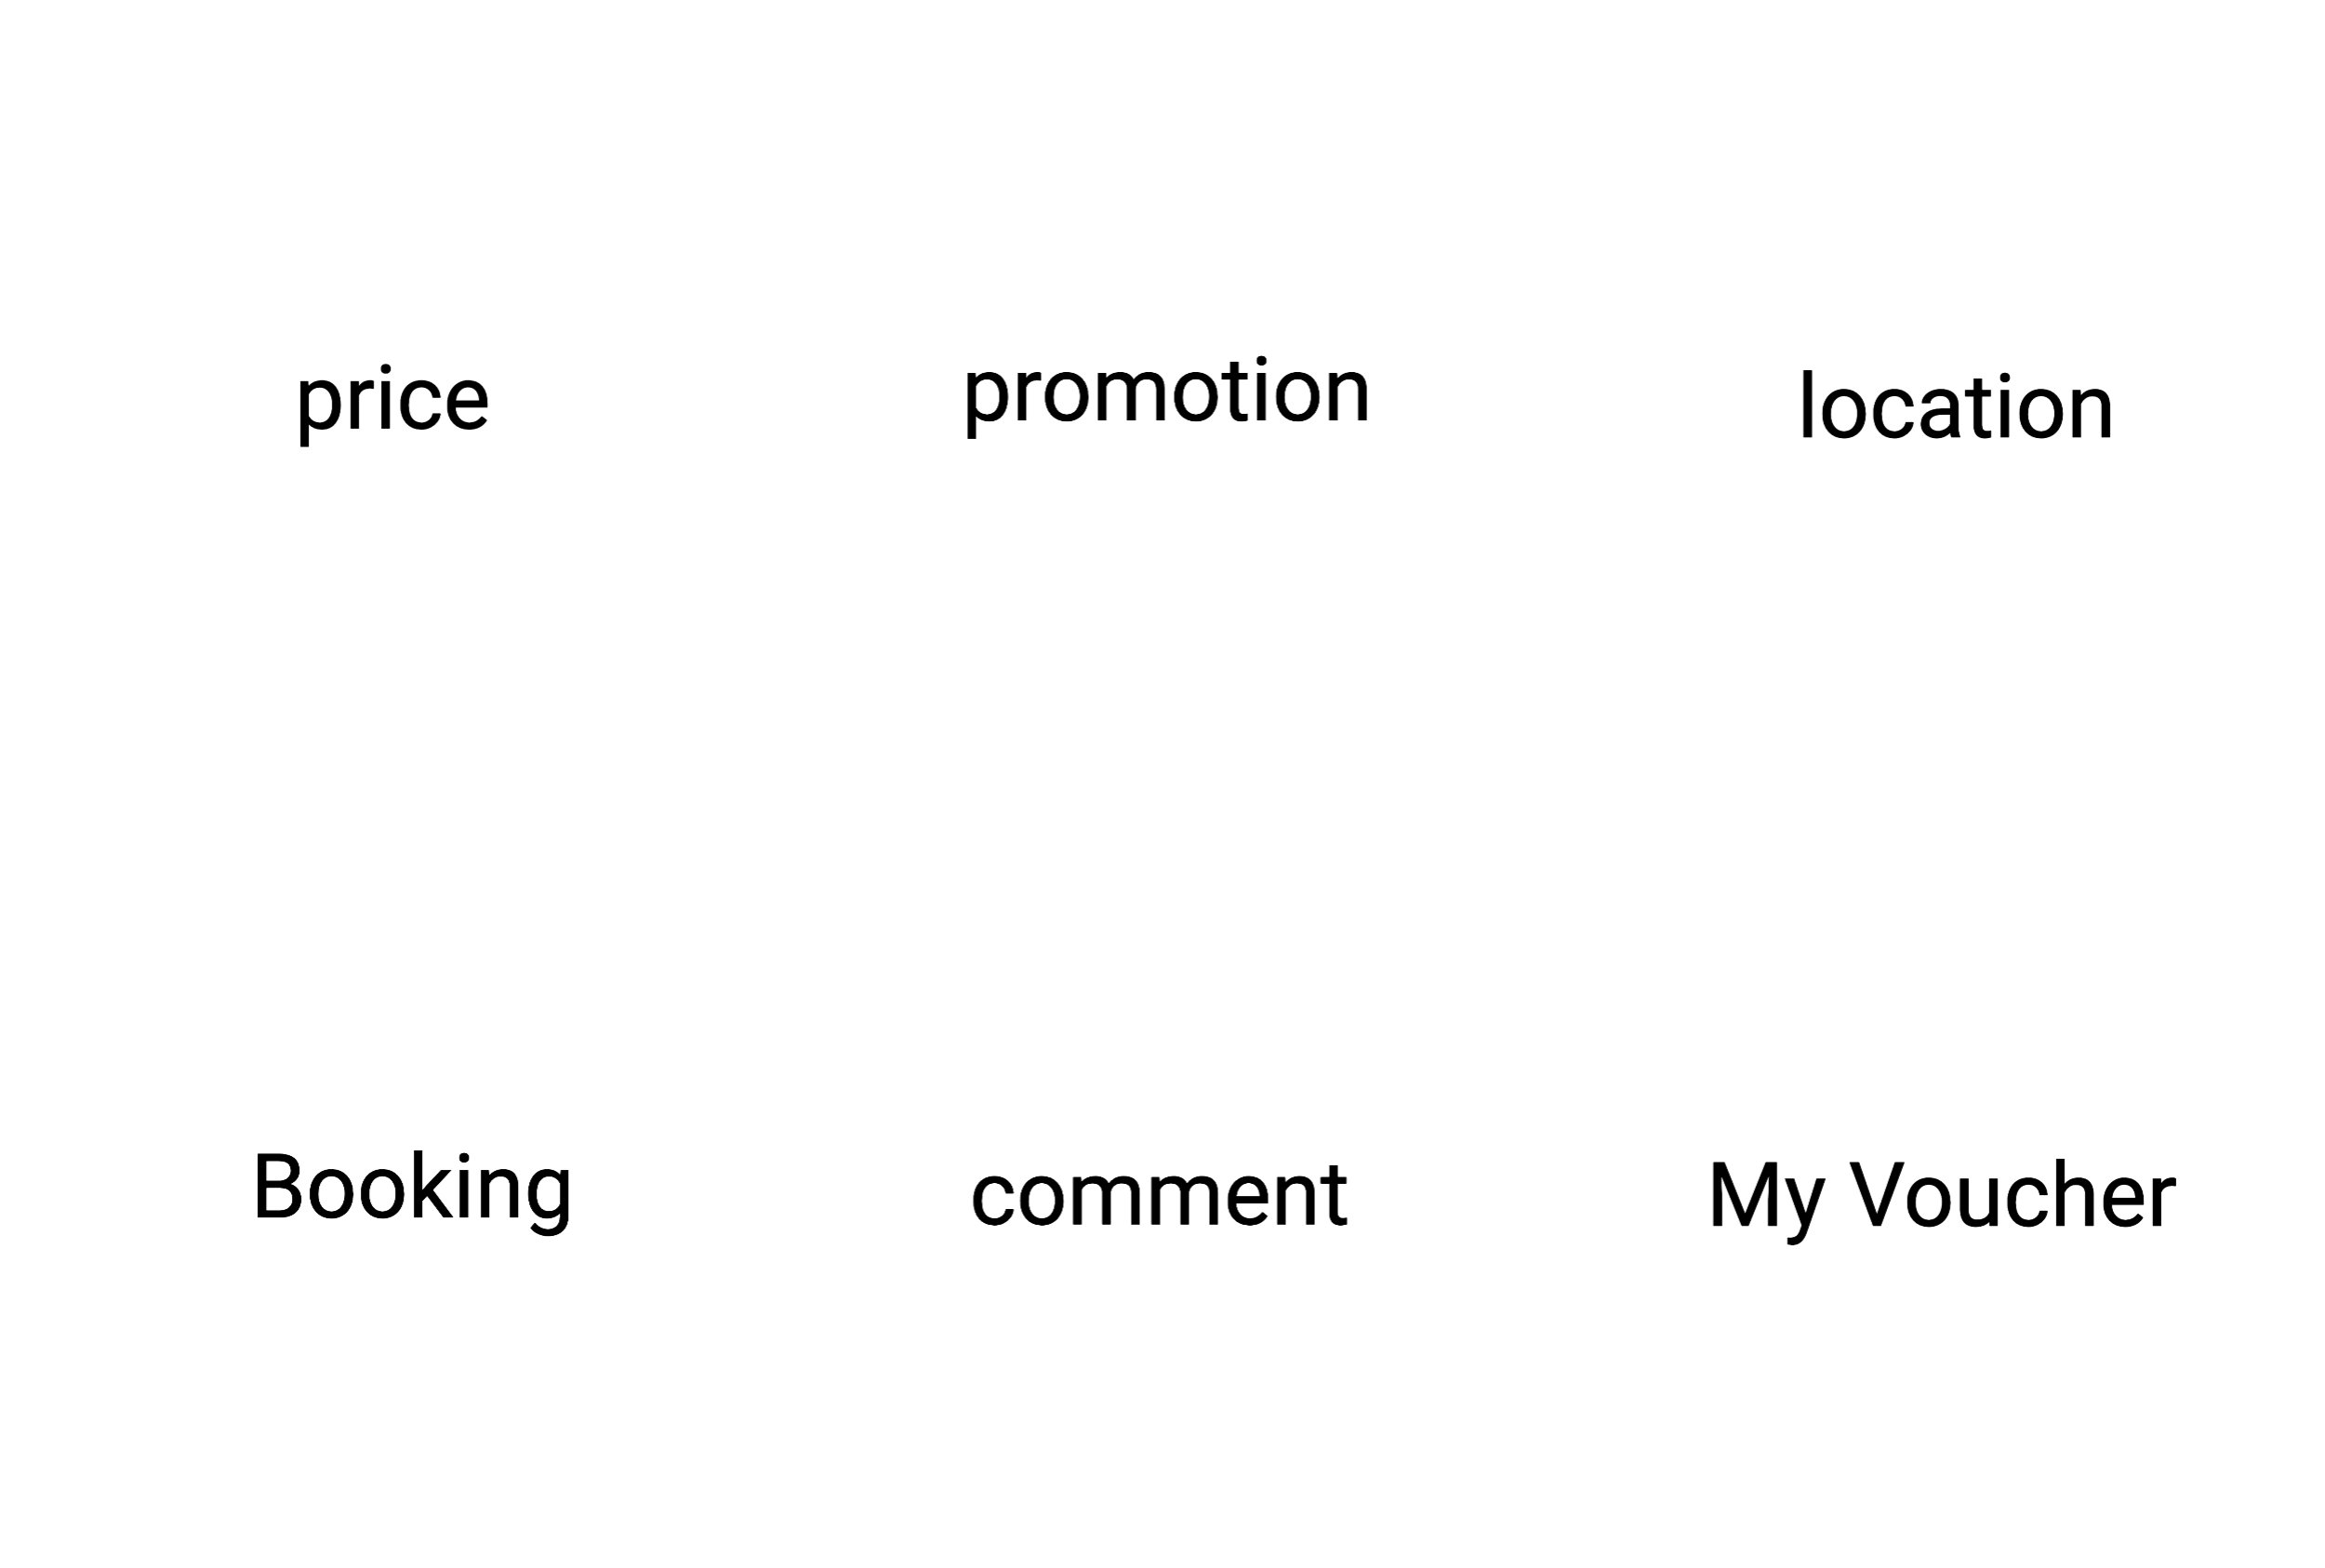 price
promotion
location
Booking
comment
My Voucher